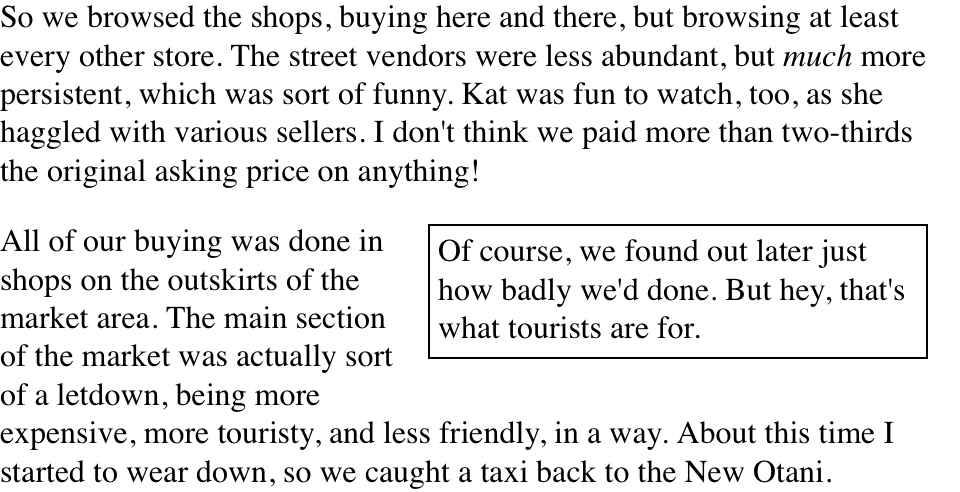 So we browsed the shops, buying here and there, but browsing at least
every other store. The street vendors were less abundant, but much more
persistent, which was sort of funny. Kat was fun to watch, too, as she
haggled with various sellers. I don't think we paid more than two-thirds
the original asking price on anything!
All of our buying was done in
shops on the outskirts of the
market area. The main section
of the market was actually sort
of a letdown, being more
expensive, more touristy, and less friendly, in a way. About this time I
started to wear down, so we caught a taxi back to the New Otani.
Of course, we found out later just
how badly we'd done. But hey, that's
what tourists are for.